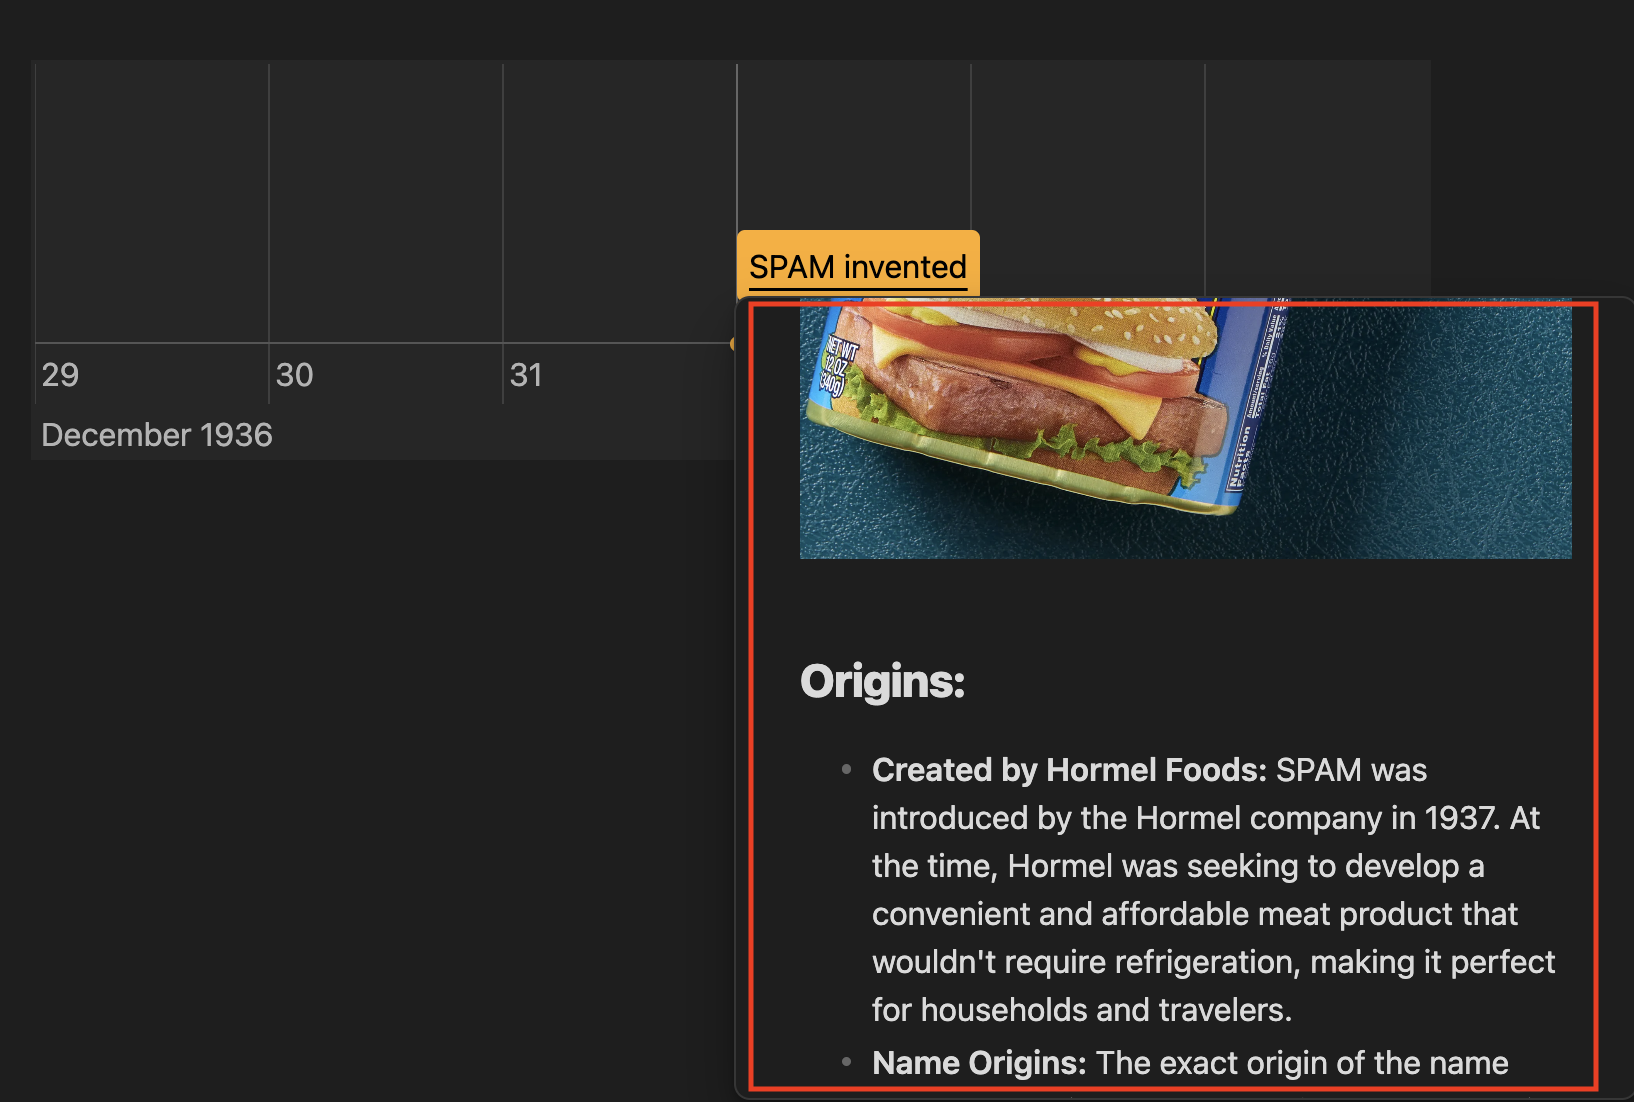 SPAM invented
29
30
31
December 1936
NET WT
12 OZ
(340g)
Nutrition
Facts
Origins:
Created by Hormel Foods: SPAM was
introduced by the Hormel company in 1937. At
the time, Hormel was seeking to develop a
convenient and affordable meat product that
wouldn't require refrigeration, making it perfect
for households and travelers.
Name Origins: The exact origin of the name